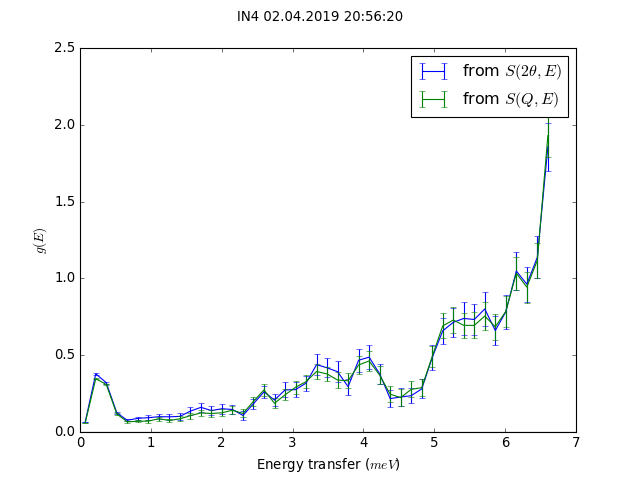 IN4 02.04.2019 20:56:20
2.5
2.0
1.5
1.0
0.5
0.0
g(E)
from S(2θ, E)
from S(Q, E)
0 1 2 3 4 5 6 7
Energy transfer (meV)